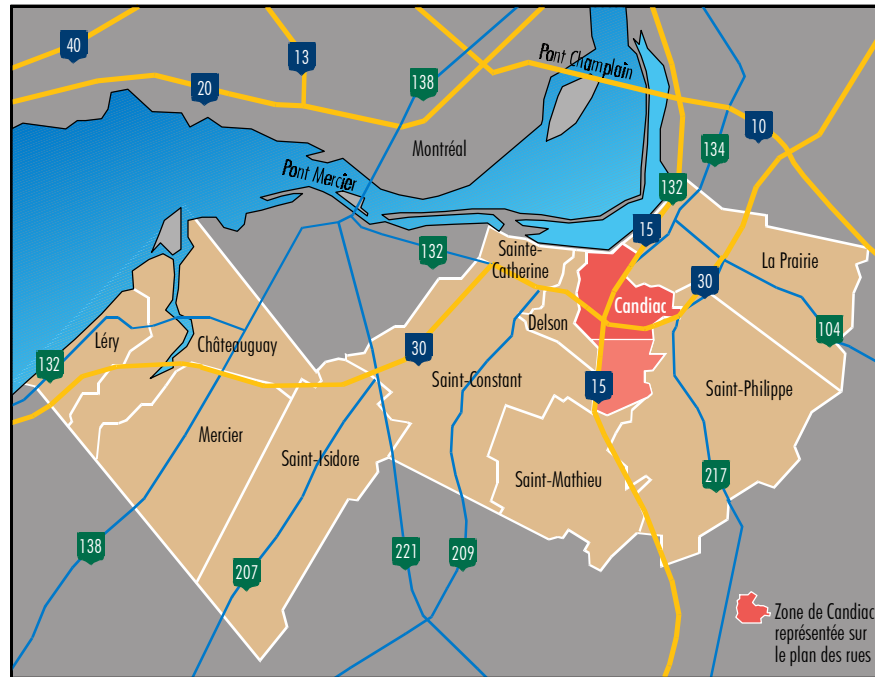 40
13
20
138
Pont Champlain
10
Montréal
134
Pont Mercier
132
15
132
Sainte-
Catherine
La Prairie
30
Candiac
Delson
104
Léry
Châteauguay
132
30
Saint-Constant
15
Saint-Philippe
Mercier
Saint-Isidore
Saint-Mathieu
217
138
207
221
209
Zone de Candiac
représentée sur
le plan des rues